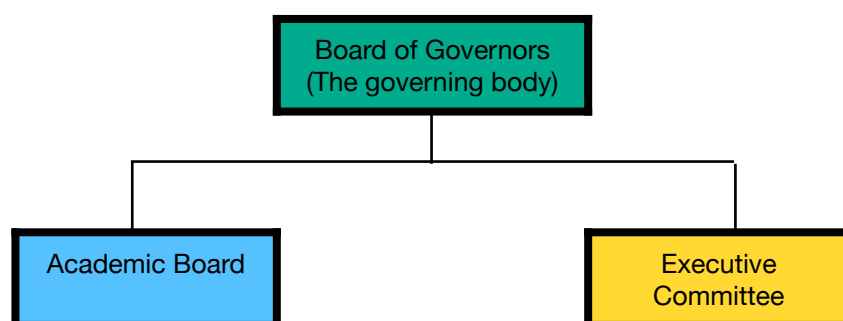 Board of Governors
(The governing body)
Academic Board
Executive
Committee